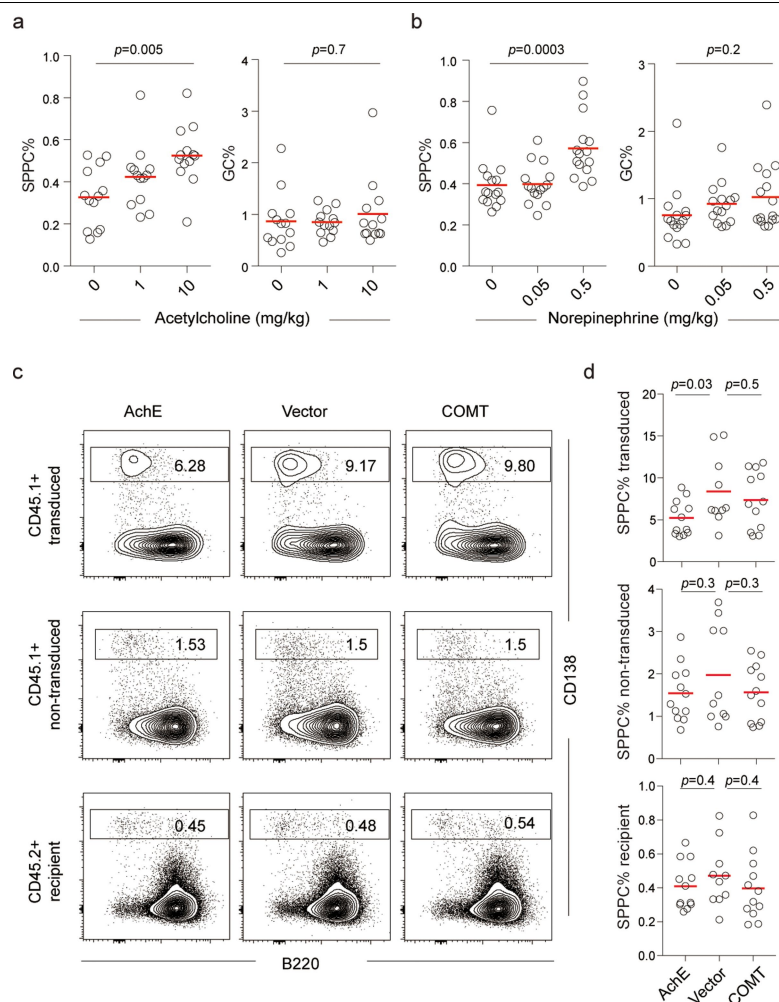 a
b
p=0.005
p=0.7
p=0.0003
p=0.2
1.0
0.8
0.6
0.4
0.2
0.0
SPPC%
0
1
10
4
3
2
1
0
GC%
0
1
10
Acetylcholine (mg/kg)
1.0
0.8
0.6
0.4
0.2
0.0
SPPC%
0
0.05
0.5
3
2
1
0
GC%
0
0.05
0.5
Norepinephrine (mg/kg)
c
AchE
Vector
COMT
CD45.1+
transduced
6.28
9.17
9.80
CD45.1+
non-transduced
1.53
1.5
1.5
CD45.2+
recipient
0.45
0.48
0.54
CD138
B220
d
p=0.03
p=0.5
20
15
10
5
0
SPPC% transduced
p=0.3
p=0.3
4
3
2
1
0
SPPC% non-transduced
p=0.4
p=0.4
1.0
0.8
0.6
0.4
0.2
0.0
SPPC% recipient
AchE
Vector
COMT